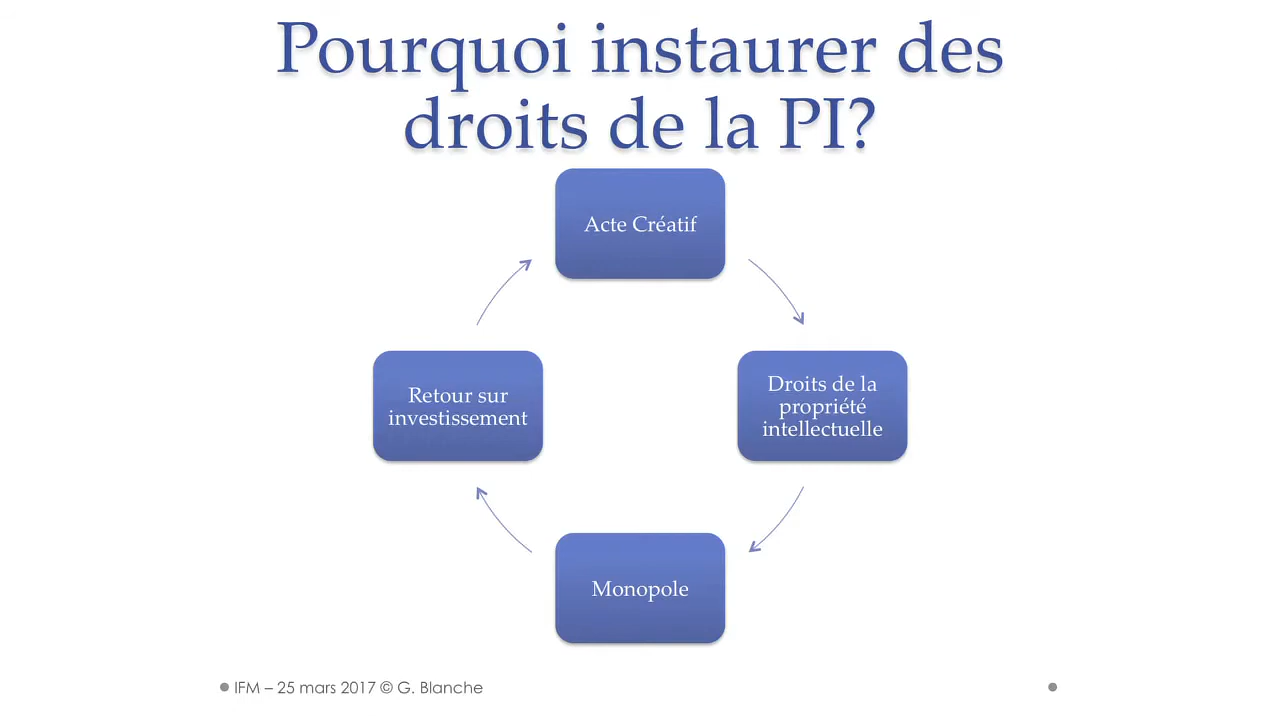 Pourquoi instaurer des
droits de la PI?
Acte Créatif
Droits de la
propriété
intellectuelle
Monopole
Retour sur
investissement
IFM – 25 mars 2017 © G. Blanche